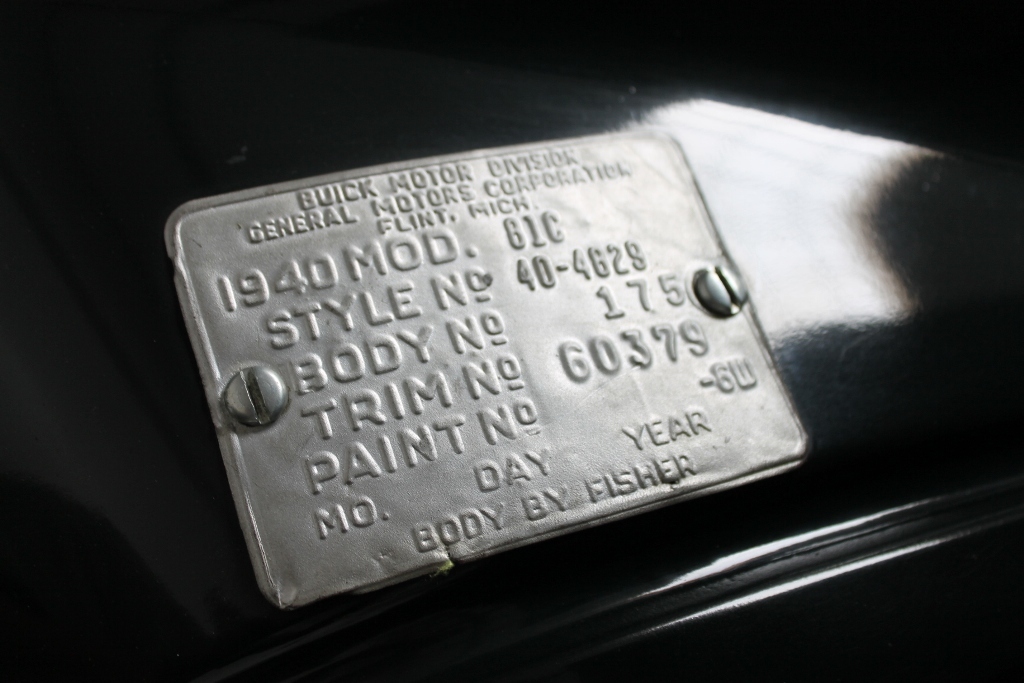 BUICK MOTOR DIVISION
GENERAL MOTORS CORPORATION
FLINT, MICH.
1940 MOD. 81C
STYLE Nº 40-4829
BODY Nº 175
TRIM Nº 60379
PAINT Nº -6W
MO. DAY YEAR
BODY BY FISHER